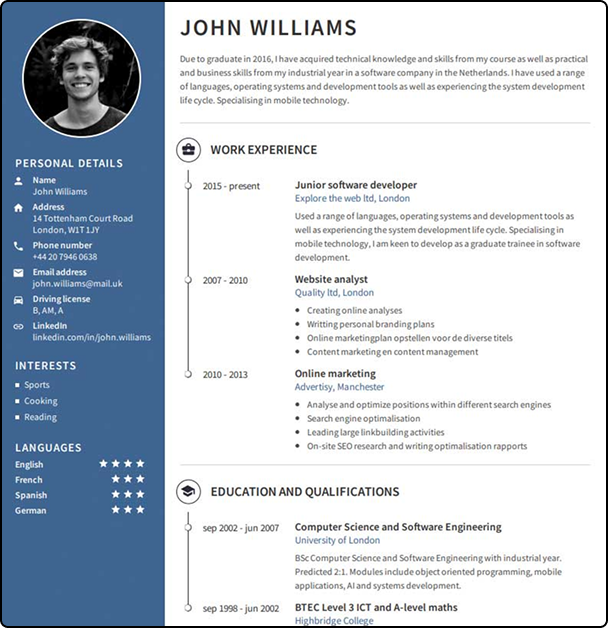 JOHN WILLIAMS
Due to graduate in 2016, I have acquired technical knowledge and skills from my course as well as practical
and business skills from my industrial year in a software company in the Netherlands. I have used a range
of languages, operating systems and development tools as well as experiencing the system development
life cycle. Specialising in mobile technology.
PERSONAL DETAILS
Name
John Williams
Address
14 Tottenham Court Road
London, W1T1JY
Phone number
+44 20 7946 0638
Email address
john.williams@mail.uk
Driving license
B, AM, A
LinkedIn
linkedin.com/in/john.williams
INTERESTS
Sports
Cooking
Reading
LANGUAGES
English
French
Spanish
German
WORK EXPERIENCE
2015 - present
Junior software developer
Explore the web ltd, London
Used a range of languages, operating systems and development tools as
well as experiencing the system development life cycle. Specialising in
mobile technology, I am keen to develop as a graduate trainee in software
development.
2007 - 2010
Website analyst
Quality ltd, London
Creating online analyses
Writting personal branding plans
Online marketingplan opstellen voor de diverse titels
Content marketing en content management
2010 - 2013
Online marketing
Advertisy, Manchester
Analyse and optimize positions within different search engines
Search engine optimalisation
Leading large linkbuilding activities
On-site SEO research and writing optimalisation rapports
EDUCATION AND QUALIFICATIONS
sep 2002 - jun 2007
Computer Science and Software Engineering
University of London
BSc Computer Science and Software Engineering with industrial year.
Predicted 2:1. Modules include object oriented programming, mobile
applications, AI and systems development.
sep 1998 - jun 2002
BTEC Level 3 ICT and A-level maths
Highbridge College